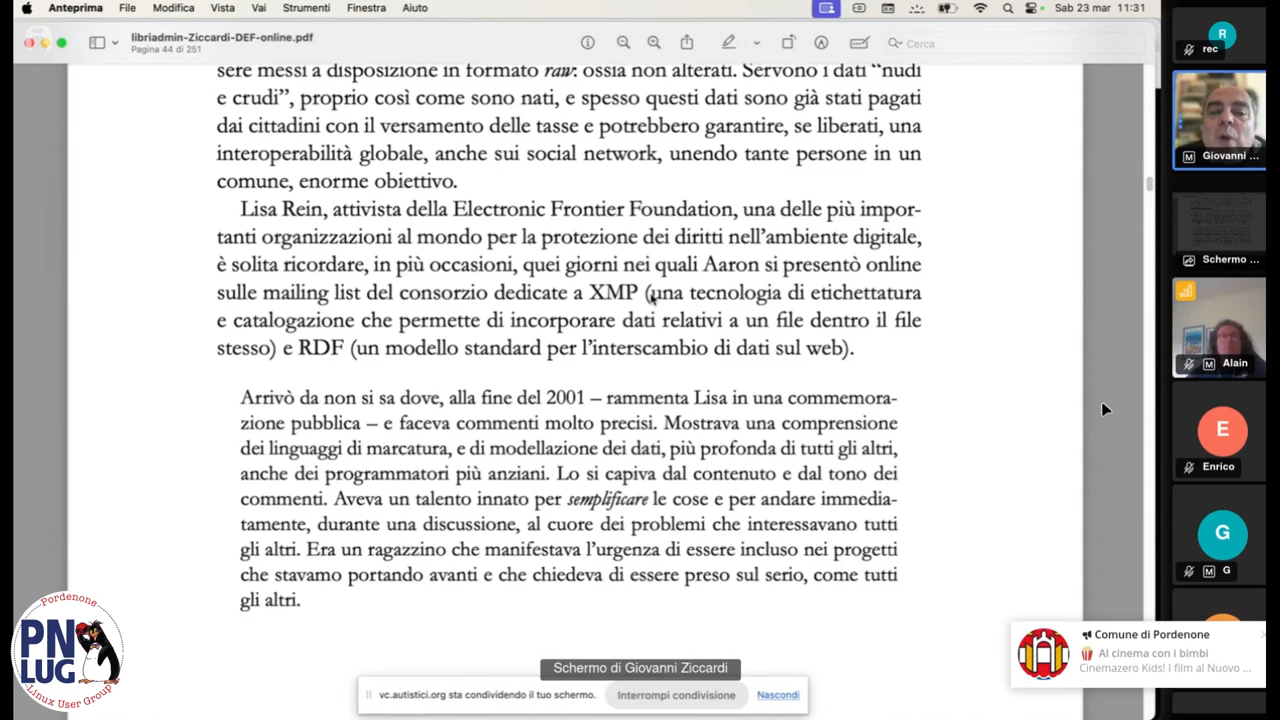 Anteprima File Modifica Vista Vai Strumenti Finestra Aiuto Sab 23 mar 11:31
libriadmin-Ziccardi-DEF-online.pdf
Pagina 44 di 251
Cerca
sere messi a disposizione in formato raw: ossia non alterati. Servono i dati “nudi
e crudi”, proprio così come sono nati, e spesso questi dati sono già stati pagati
dai cittadini con il versamento delle tasse e potrebbero garantire, se liberati, una
interoperabilità globale, anche sui social network, unendo tante persone in un
comune, enorme obiettivo.
Lisa Rein, attivista della Electronic Frontier Foundation, una delle più impor-
tanti organizzazioni al mondo per la protezione dei diritti nell’ambiente digitale,
è solita ricordare, in più occasioni, quei giorni nei quali Aaron si presentò online
sulle mailing list del consorzio dedicate a XMP (una tecnologia di etichettatura
e catalogazione che permette di incorporare dati relativi a un file dentro il file
stesso) e RDF (un modello standard per l’interscambio di dati sul web).
Arrivò da non si sa dove, alla fine del 2001 – rammenta Lisa in una commemora-
zione pubblica – e faceva commenti molto precisi. Mostrava una comprensione
dei linguaggi di marcatura, e di modellazione dei dati, più profonda di tutti gli altri,
anche dei programmatori più anziani. Lo si capiva dal contenuto e dal tono dei
commenti. Aveva un talento innato per semplificare le cose e per andare immedia-
tamente, durante una discussione, al cuore dei problemi che interessavano tutti
gli altri. Era un ragazzino che manifestava l’urgenza di essere incluso nei progetti
che stavamo portando avanti e che chiedeva di essere preso sul serio, come tutti
gli altri.
Schermo di Giovanni Ziccardi
vc.autistici.org sta condividendo il tuo schermo. Interrompi condivisione Nascondi
Pordenone
PN
LUG
Linux User Group
R
rec
M Giovanni ...
Schermo ...
M Alain
E
Enrico
G
M G
Comune di Pordenone
Al cinema con i bimbi
Cinemazero Kids! I film al Nuovo ...